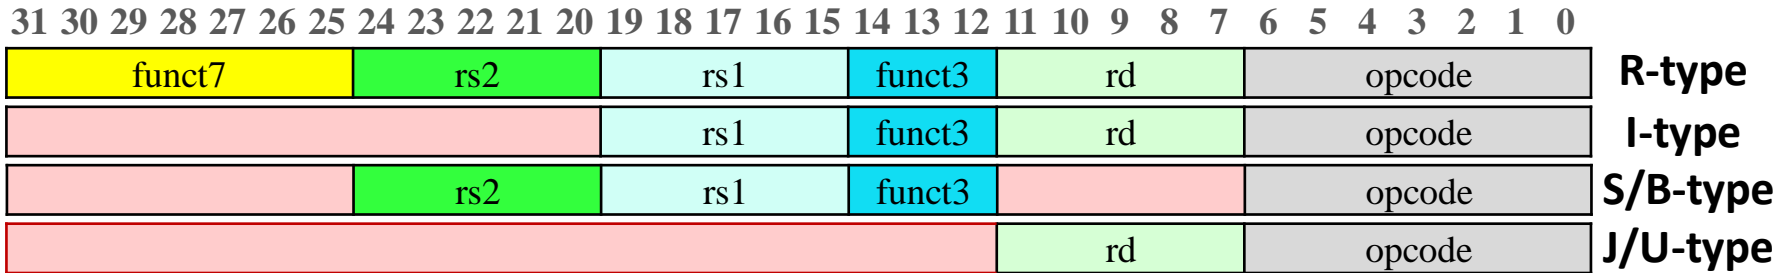 31 30 29 28 27 26 25 24 23 22 21 20 19 18 17 16 15 14 13 12 11 10 9 8 7 6 5 4 3 2 1 0
funct7 rs2 rs1 funct3 rd opcode R-type
rs1 funct3 rd opcode I-type
rs2 rs1 funct3 opcode S/B-type
rd opcode J/U-type